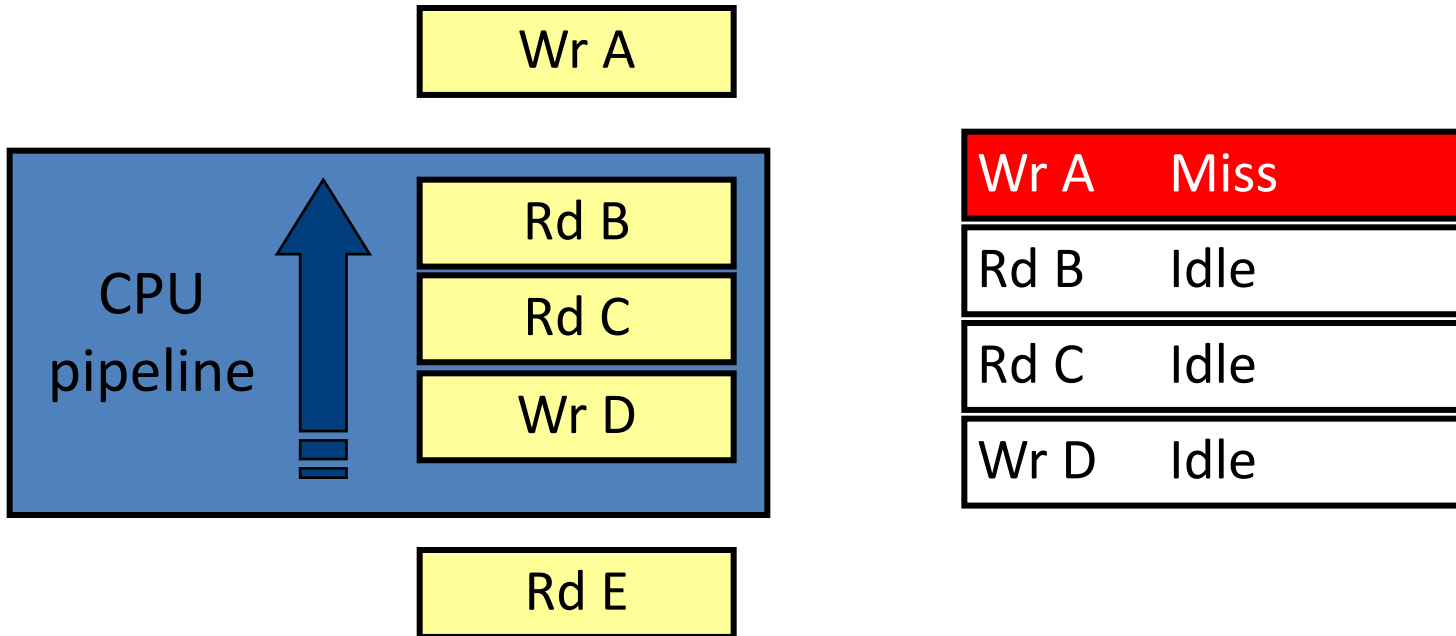 Wr A
CPU
pipeline
Rd B
Rd C
Wr D
Rd E
Wr A Miss
Rd B Idle
Rd C Idle
Wr D Idle